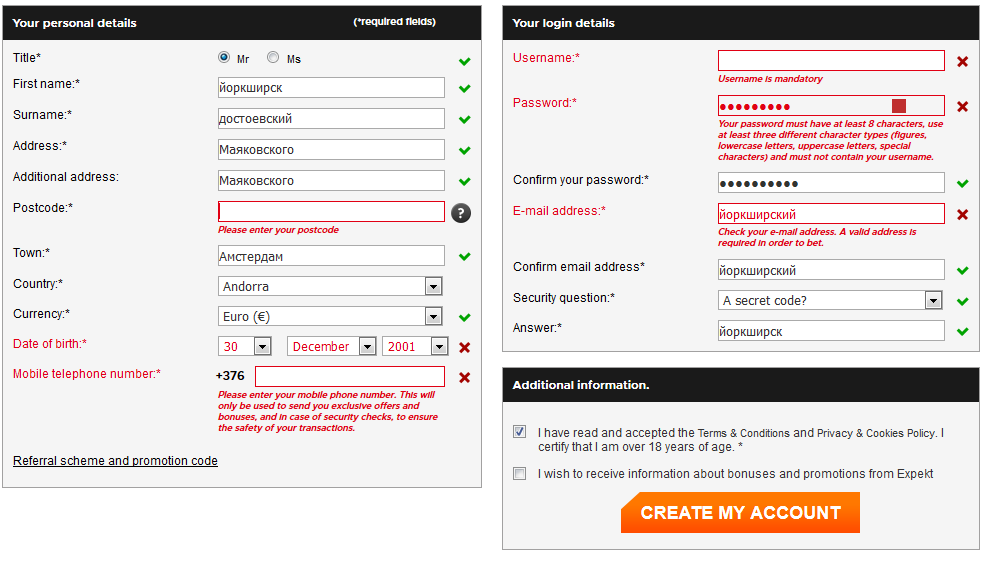 Your personal details (*required fields)
Title* Mr Ms
First name:* йоркширск
Surname:* достоевский
Address:* Маяковского
Additional address: Маяковского
Postcode:* ?
Please enter your postcode
Town:* Амстердам
Country:* Andorra
Currency:* Euro (€)
Date of birth:* 30 December 2001
Mobile telephone number:* +376
Please enter your mobile phone number. This will
only be used to send you exclusive offers and
bonuses, and in case of security checks, to ensure
the safety of your transactions.
Referral scheme and promotion code
Your login details
Username:*
Username is mandatory
Password:* ●●●●●●●●●
Your password must have at least 8 characters, use
at least three different character types (figures,
lowercase letters, uppercase letters, special
characters) and must not contain your username.
Confirm your password:* ●●●●●●●●●●
E-mail address:* йоркширский
Check your e-mail address. A valid address is
required in order to bet.
Confirm email address* йоркширский
Security question:* A secret code?
Answer:* йоркширск
Additional information.
I have read and accepted the Terms & Conditions and Privacy & Cookies Policy. I
certify that I am over 18 years of age. *
I wish to receive information about bonuses and promotions from Expekt
CREATE MY ACCOUNT